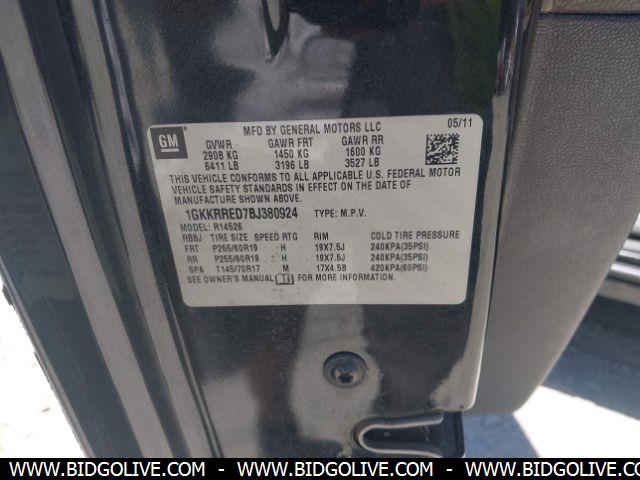 MFD BY GENERAL MOTORS LLC 05/11
GM
GVWR GAWR FRT GAWR RR
2908 KG 1450 KG 1600 KG
6411 LB 3196 LB 3527 LB
THIS VEHICLE CONFORMS TO ALL APPLICABLE U.S. FEDERAL MOTOR
VEHICLE SAFETY STANDARDS IN EFFECT ON THE DATE OF
MANUFACTURE SHOWN ABOVE.
1GKKRRED7BJ380924 TYPE: M.P.V.
MODEL: R14526
RBBJ TIRE SIZE SPEED RTG RIM COLD TIRE PRESSURE
FRT P255/60R19 H 19X7.5J 240KPA(35PSI)
RR P255/60R19 H 19X7.5J 240KPA(35PSI)
SPA T145/70R17 M 17X4.5B 420KPA(60PSI)
SEE OWNER'S MANUAL FOR MORE INFORMATION.
WWW.BIDGOLIVE.COM - WWW.BIDGOLIVE.COM - WWW.BIDGOLIVE.COM